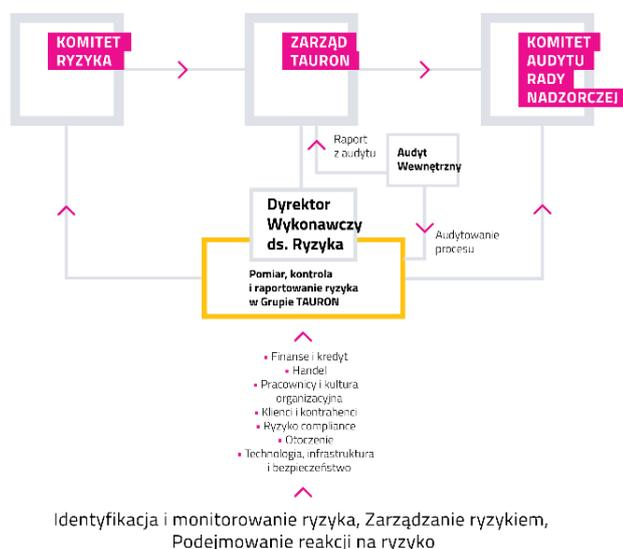 KOMITET
RYZYKA
ZARZĄD
TAURON
KOMITET
AUDYTU
RADY
NADZORCZEJ
Raport
z audytu
Audyt
Wewnętrzny
Dyrektor
Wykonawczy
ds. Ryzyka
Audytowanie
procesu
Pomiar, kontrola
i raportowanie ryzyka
w Grupie TAURON
• Finanse i kredyt
• Handel
• Pracownicy i kultura
organizacyjna
• Klienci i kontrahenci
• Ryzyko compliance
• Otoczenie
• Technologia, infrastruktura
i bezpieczeństwo
Identyfikacja i monitorowanie ryzyka, Zarządzanie ryzykiem,
Podejmowanie reakcji na ryzyko